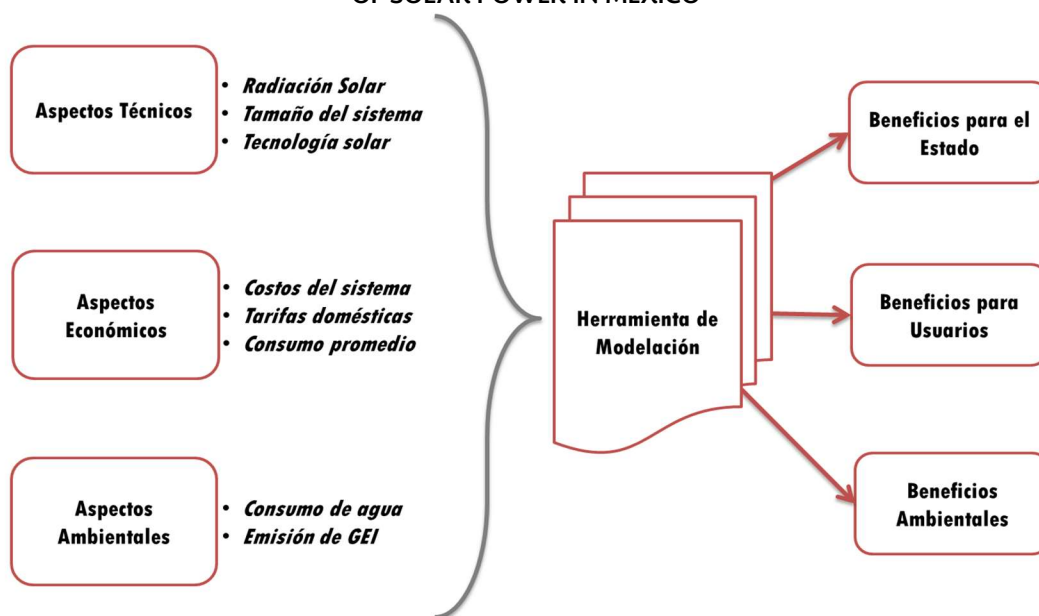 OF SOLAR POWER IN MEXICO
Aspectos Técnicos
• Radiación Solar
• Tamaño del sistema
• Tecnología solar
Aspectos
Económicos
• Costos del sistema
• Tarifas domésticas
• Consumo promedio
Aspectos
Ambientales
• Consumo de agua
• Emisión de GEI
Herramienta de
Modelación
Beneficios para el
Estado
Beneficios para
Usuarios
Beneficios
Ambientales